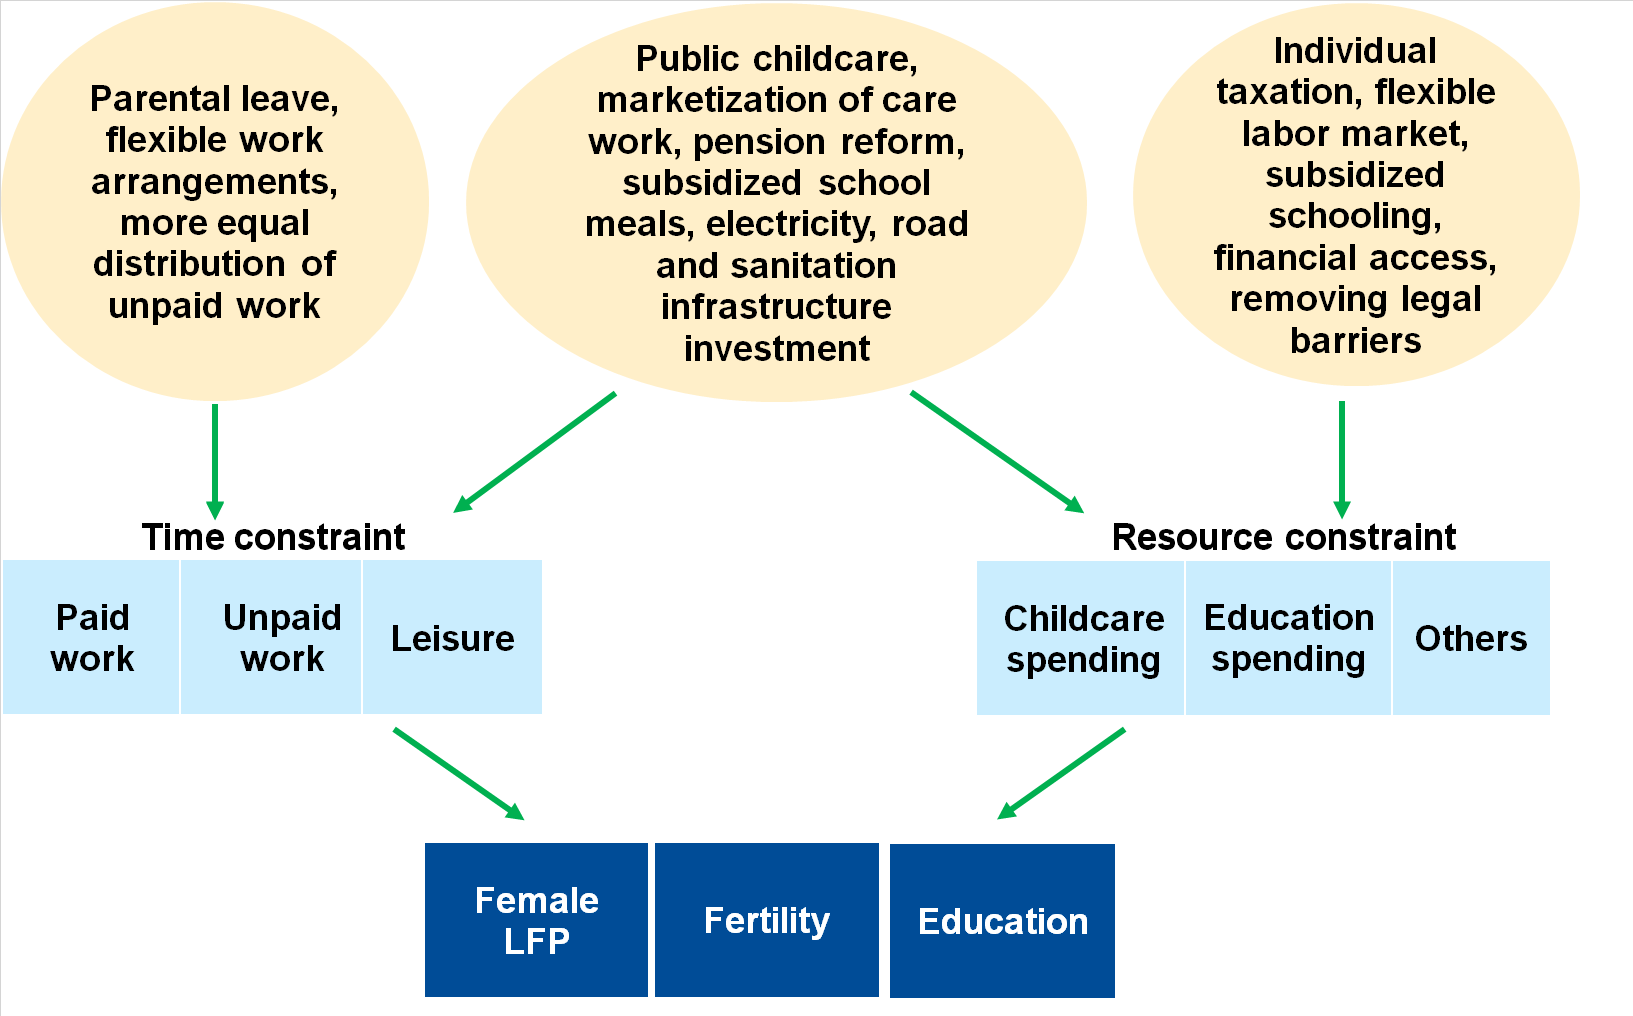 Parental leave,
flexible work
arrangements,
more equal
distribution of
unpaid work
Public childcare,
marketization of care
work, pension reform,
subsidized school
meals, electricity, road
and sanitation
infrastructure
investment
Individual
taxation, flexible
labor market,
subsidized
schooling,
financial access,
removing legal
barriers
Time constraint
Paid
work
Unpaid
work
Leisure
Resource constraint
Childcare
spending
Education
spending
Others
Female
LFP
Fertility
Education